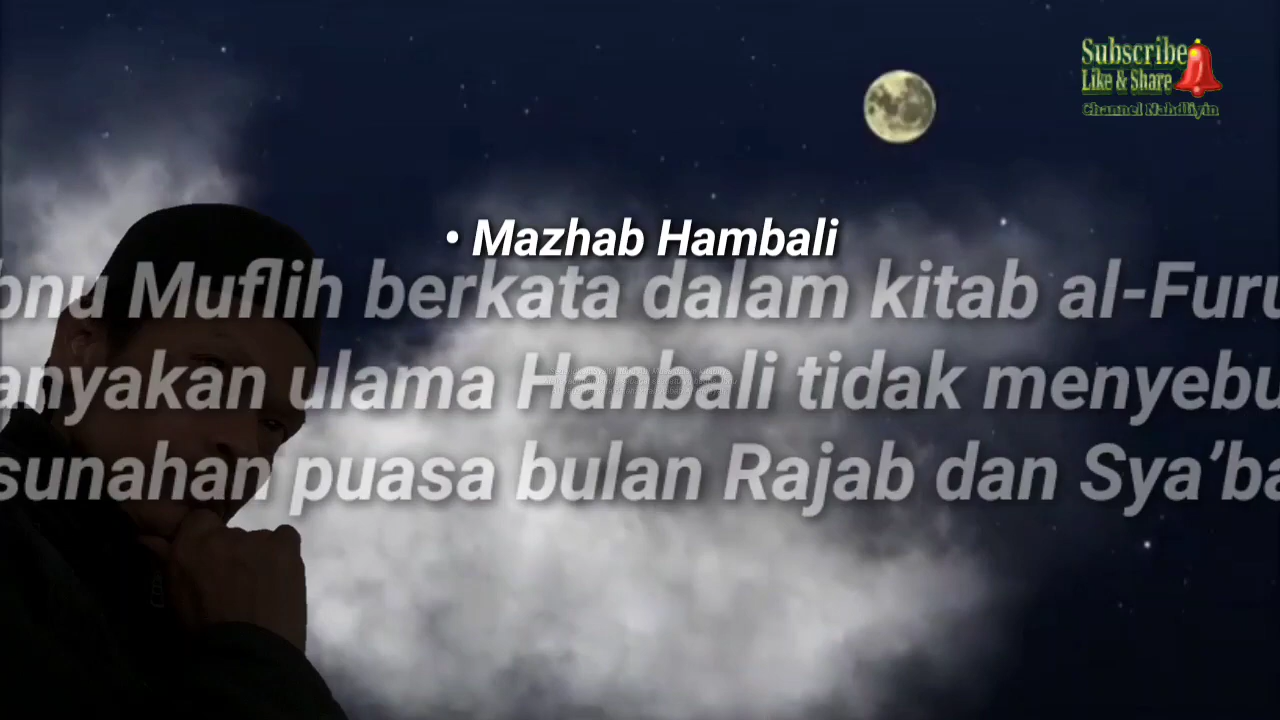 Subscribe
Like & Share
Channel Nahdliyin
• Mazhab Hambali
bnu Muflih berkata dalam kitab al-Furu
anyakan ulama Hanbali tidak menyebu
sunahan puasa bulan Rajab dan Sya’ba